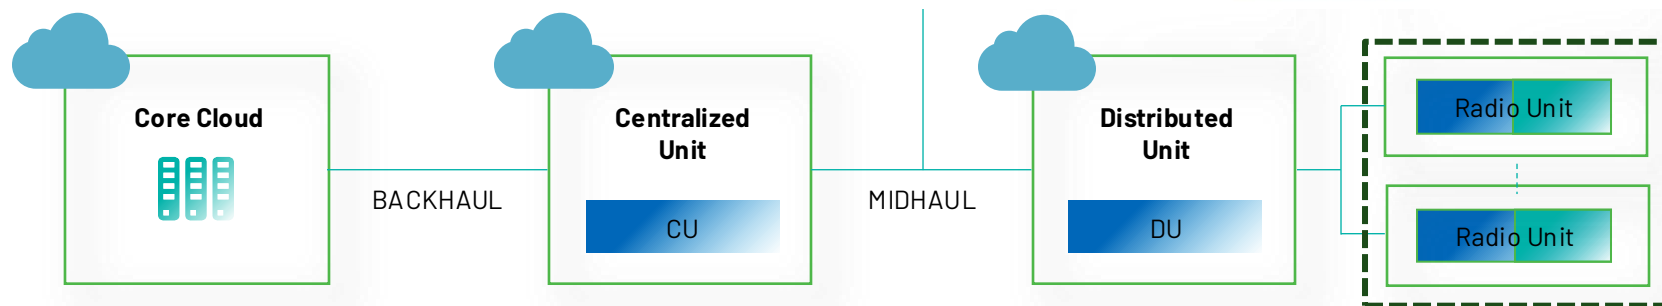 Core Cloud
BACKHAUL
Centralized
Unit
CU
MIDHAUL
Distributed
Unit
DU
Radio Unit
Radio Unit